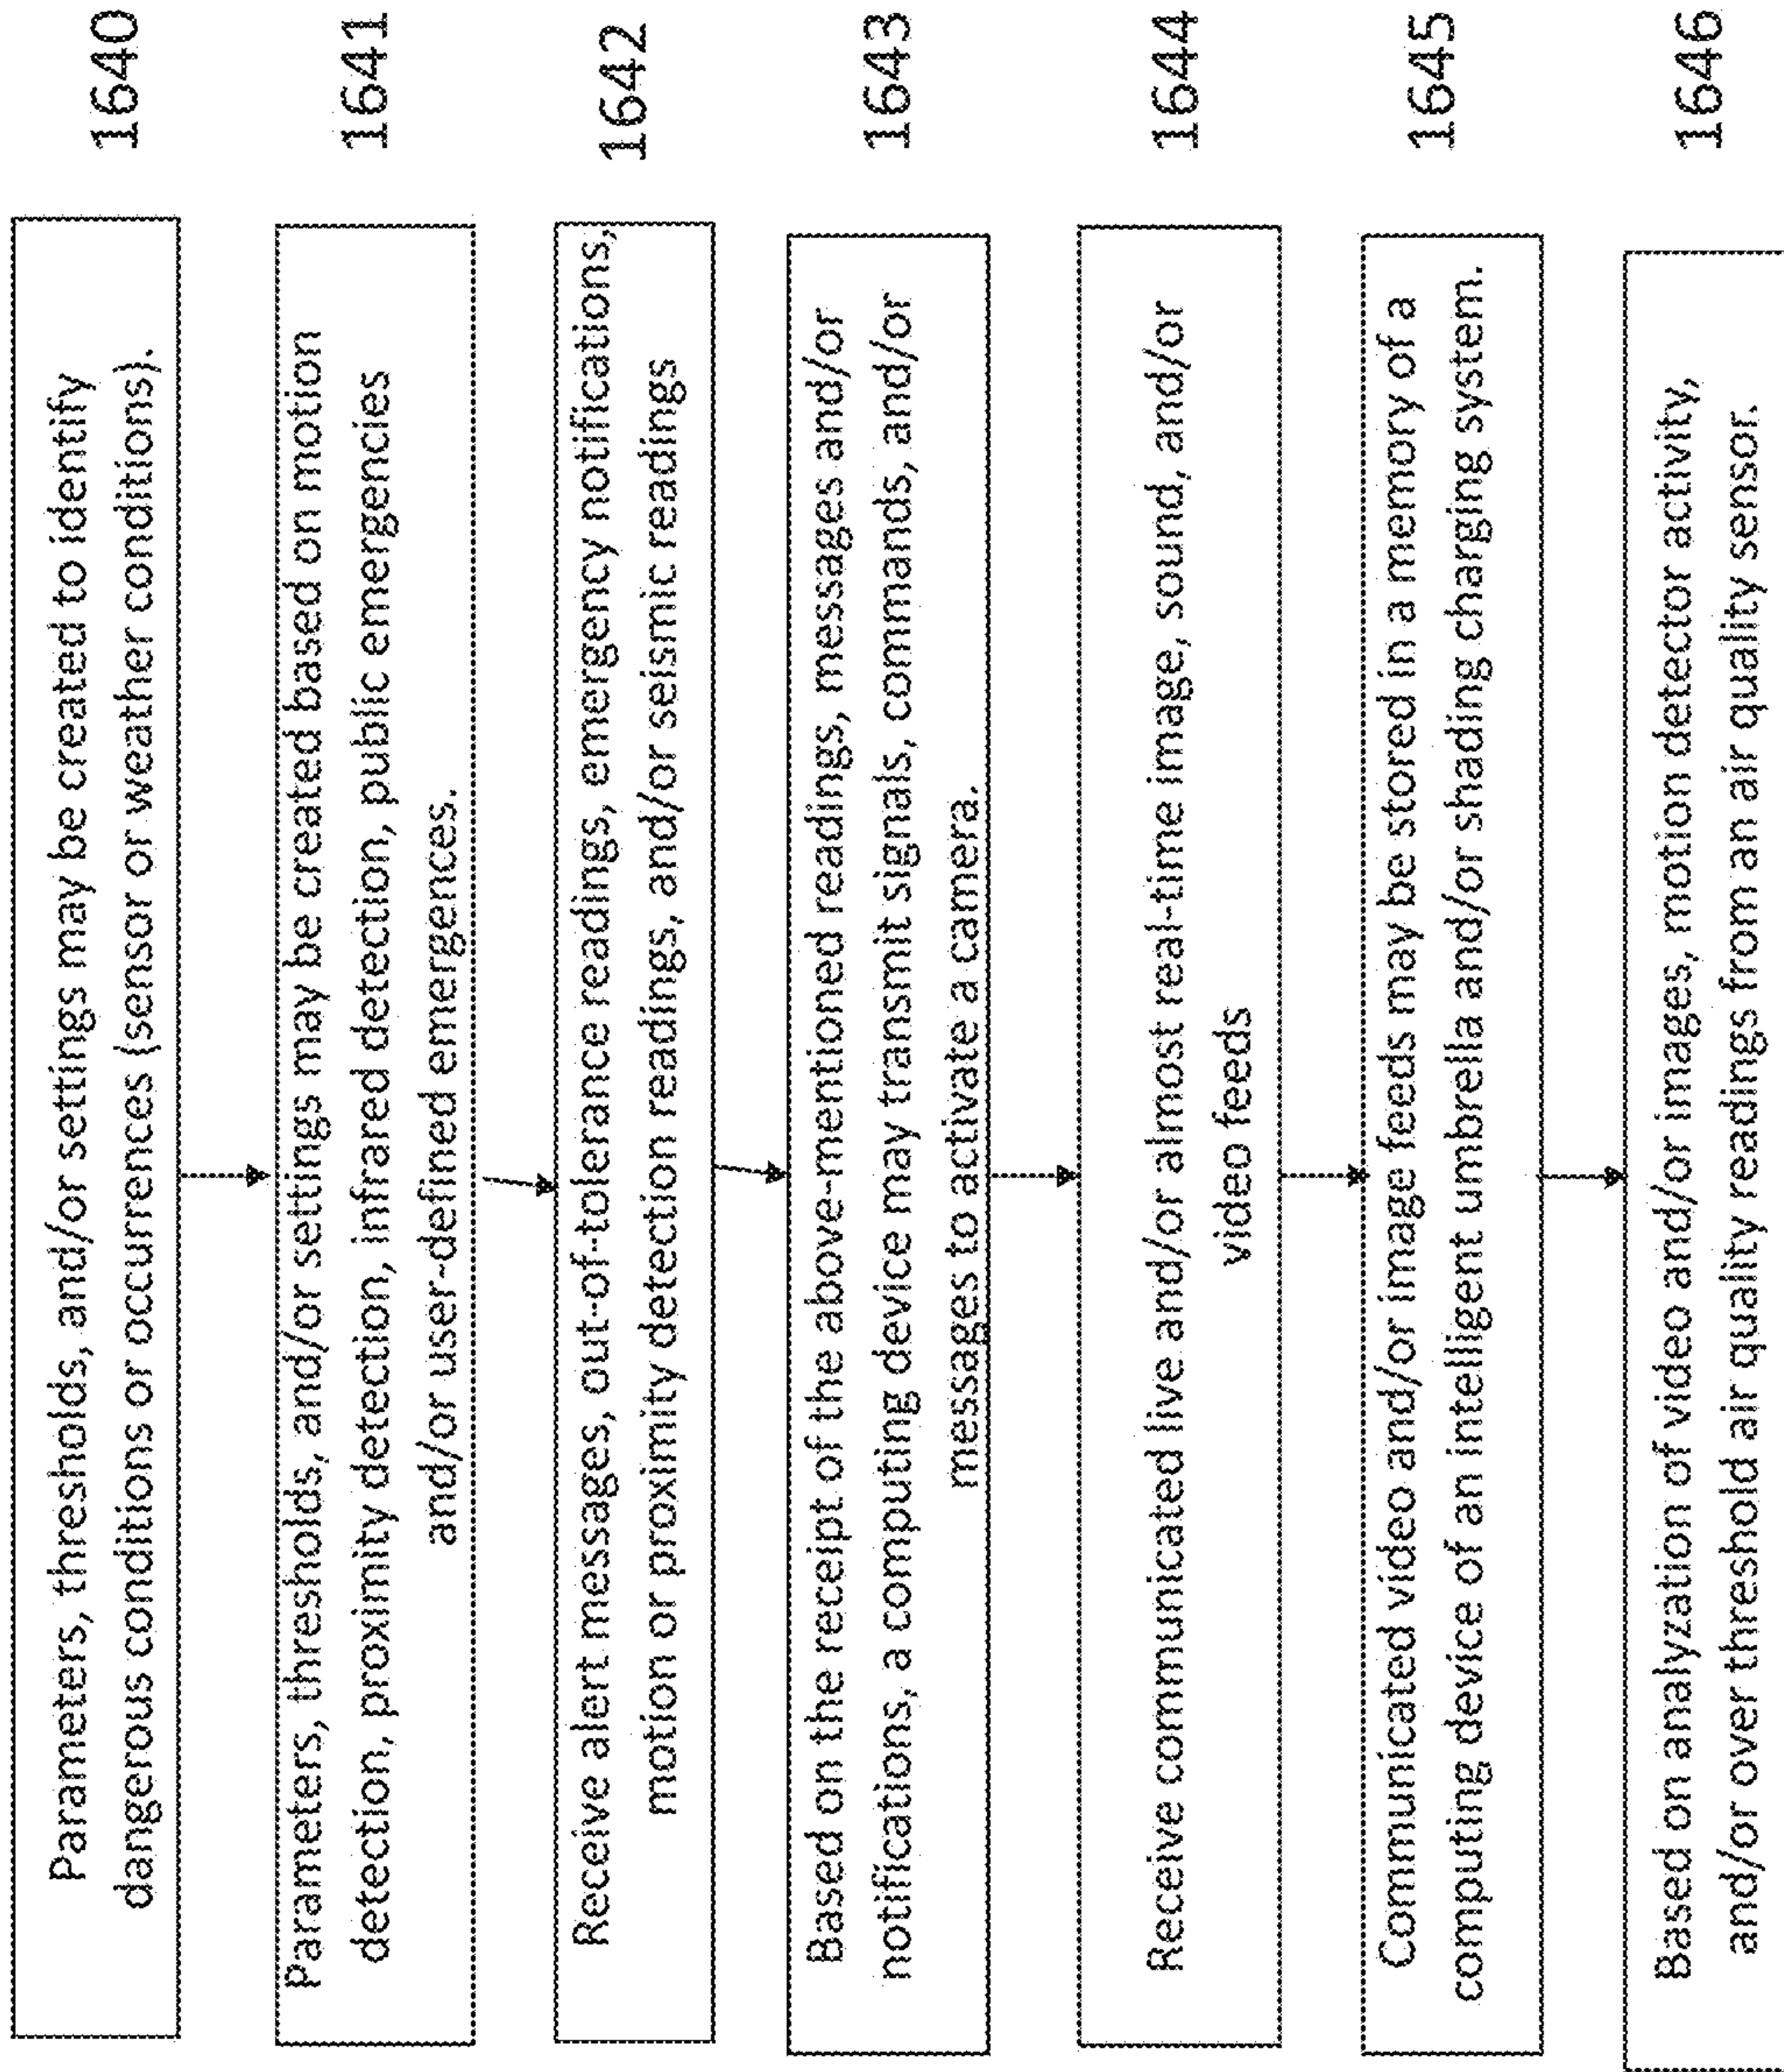 Parameters, thresholds, and/or settings may be created to identify
dangerous conditions or occurrences (sensor or weather conditions).
1640
Parameters, thresholds, and/or settings may be created based on motion
detection, proximity detection, infrared detection, public emergencies
and/or user-defined emergences.
1641
Receive alert messages, out-of-tolerance readings, emergency notifications,
motion or proximity detection readings, and/or seismic readings
1642
Based on the receipt of the above-mentioned readings, messages and/or
notifications, a computing device may transmit signals, commands, and/or
messages to activate a camera.
1643
Receive communicated live and/or almost real-time image, sound, and/or
video feeds
1644
Communicated video and/or image feeds may be stored in a memory of a
computing device of an intelligent umbrella and/or shading charging system.
1645
Based on analyzation of video and/or images, motion detector activity,
and/or over threshold air quality readings from an air quality sensor.
1646